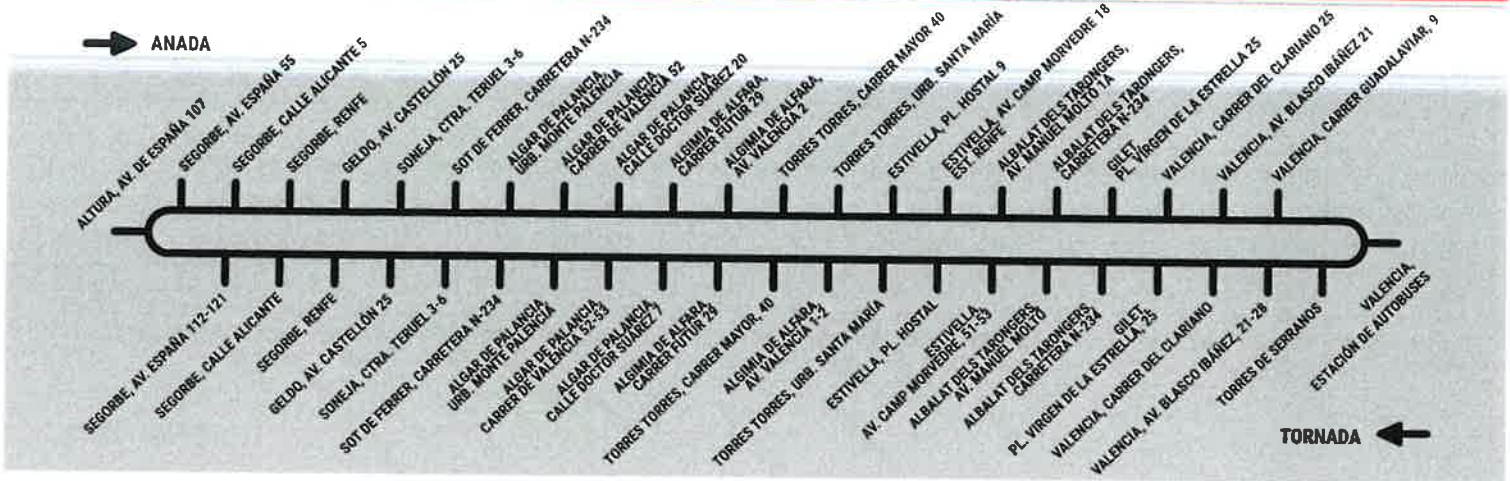 ANADA
ALTURA, AV. DE ESPAÑA 107
SEGORBE, AV. ESPAÑA 55
SEGORBE, CALLE ALICANTE 5
SEGORBE, RENFE
GELDO, AV. CASTELLÓN 25
SONEJA, CTRA. TERUEL 3-6
SOT DE FERRER, CARRETERA N-234
ALGAR DE PALANCIA,
URB. MONTE PALENCIA
ALGAR DE PALANCIA,
CARRER DE VALENCIA 52
ALGAR DE PALANCIA,
CALLE DOCTOR SUÁREZ 20
ALGIMIA DE ALFARA,
CARRER FUTUR 29
ALGIMIA DE ALFARA,
AV. VALENCIA 2
TORRES TORRES, CARRER MAYOR 40
TORRES TORRES, URB. SANTA MARÍA
ESTIVELLA, PL. HOSTAL 9
ESTIVELLA, AV. CAMP MORVEDRE 18
EST. RENFE
ALBALAT DELS TARONGERS,
AV. MANUEL MOLTO 1A
ALBALAT DELS TARONGERS,
CARRETERA N-234
GILET
PL. VÍRGEN DE LA ESTRELLA 25
VALENCIA, CARRER DEL CLARIANO 25
VALENCIA, AV. BLASCO IBÁÑEZ 21
VALENCIA, CARRER GUADALAVIAR, 9
VALENCIA,
ESTACIÓN DE AUTOBUSES
SEGORBE, AV. ESPAÑA 112-121
SEGORBE, CALLE ALICANTE
SEGORBE, RENFE
GELDO, AV. CASTELLÓN 25
SONEJA, CTRA. TERUEL 3-6
SOT DE FERRER, CARRETERA N-234
ALGAR DE PALANCIA,
URB. MONTE PALENCIA
ALGAR DE PALANCIA,
CARRER DE VALENCIA 52-53
ALGAR DE PALANCIA,
CALLE DOCTOR SUÁREZ 7
ALGIMIA DE ALFARA,
CARRER FUTUR 29
TORRES TORRES, CARRER MAYOR, 40
ALGIMIA DE ALFARA,
AV. VALENCIA 1-2
TORRES TORRES, URB. SANTA MARÍA
ESTIVELLA, PL. HOSTAL
ESTIVELLA,
AV. CAMP MORVEDRE, 51-53
ALBALAT DELS TARONGERS,
AV. MANUEL MOLTO
ALBALAT DELS TARONGERS,
CARRETERA N-234
GILET,
PL. VIRGEN DE LA ESTRELLA, 25
VALENCIA, CARRER DEL CLARIANO
VALENCIA, AV. BLASCO IBÁÑEZ, 21-28
TORRES DE SERRANOS
TORNADA